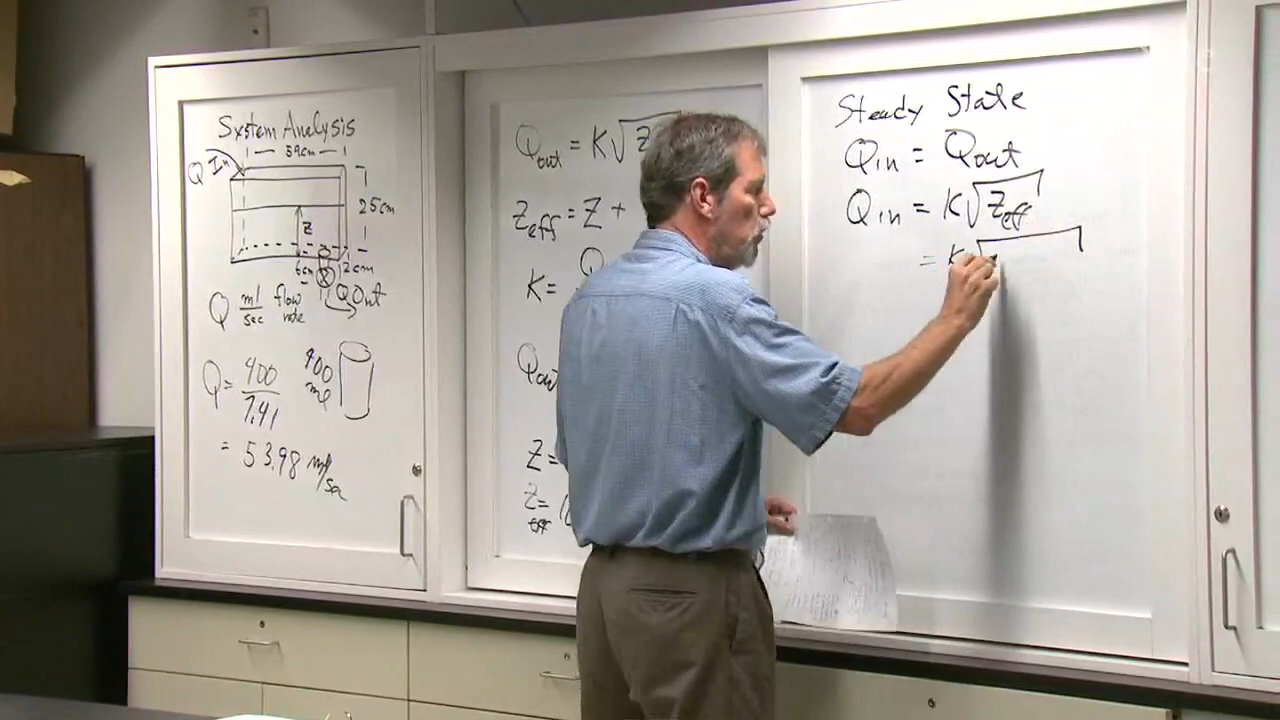 System Analysis
39cm
Q In
25cm
Z
6cm
2cm
Q Out
Q ml/sec flow rate
Q = 400/7.41
400 ml
= 53.98 ml/sec
Qout = K√Z
Zeff = Z +
K = Q
Qout
Z =
Zeff =
Steady State
Qin = Qout
Qin = K√Zeff
= K√